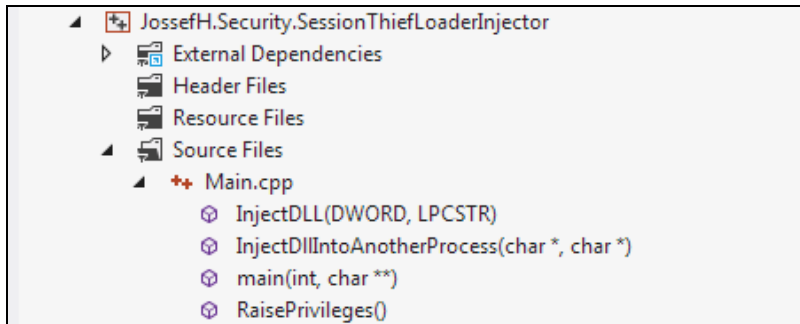 JossefH.Security.SessionThiefLoaderInjector
External Dependencies
Header Files
Resource Files
Source Files
Main.cpp
InjectDLL(DWORD, LPCSTR)
InjectDllIntoAnotherProcess(char *, char *)
main(int, char **)
RaisePrivileges()